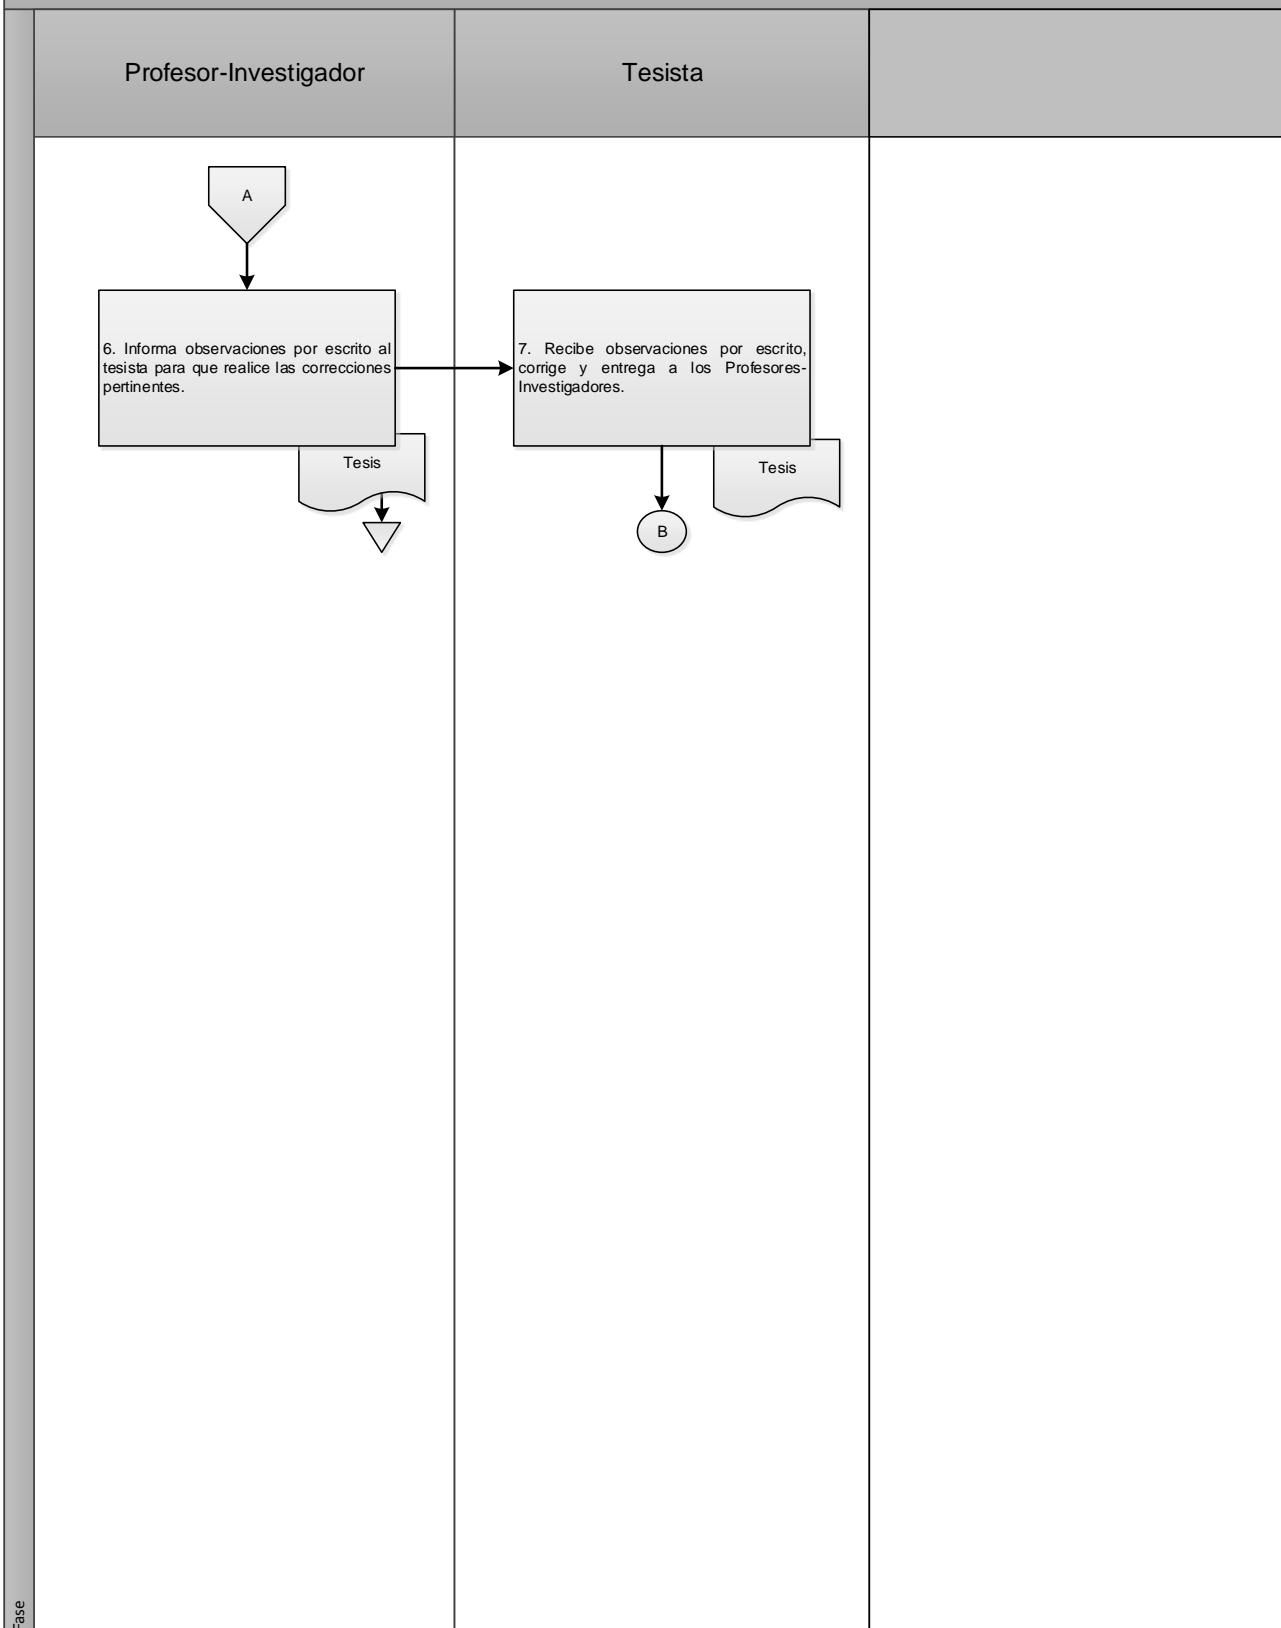 Profesor-Investigador
Tesista
A
6. Informa observaciones por escrito al
tesista para que realice las correcciones
pertinentes.
7. Recibe observaciones por escrito,
corrige y entrega a los Profesores-
Investigadores.
Tesis
Tesis
B
Fase